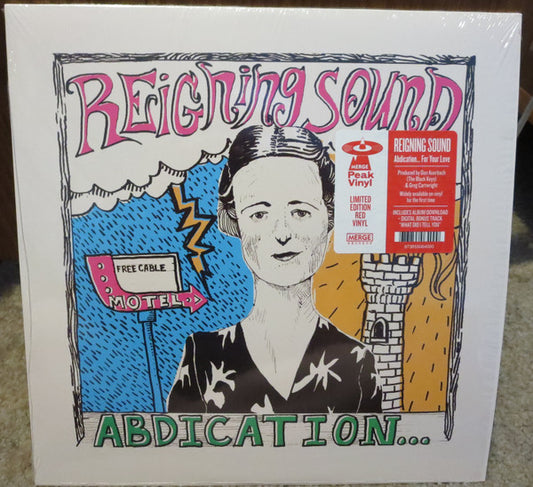 REiGNiNG SOUND
MERGE
Peak
Vinyl
LIMITED
EDITION
RED
VINYL
MERGE
RECORDS
REIGNING SOUND
Abdication... For Your Love
Produced by Dan Auerbach
(The Black Keys)
& Greg Cartwright
Widely available on vinyl
for the first time
INCLUDES ALBUM DOWNLOAD
+ DIGITAL BONUS TRACK
"WHAT DID I TELL YOU"
FREE CABLE
MOTEL
ABDICATION...